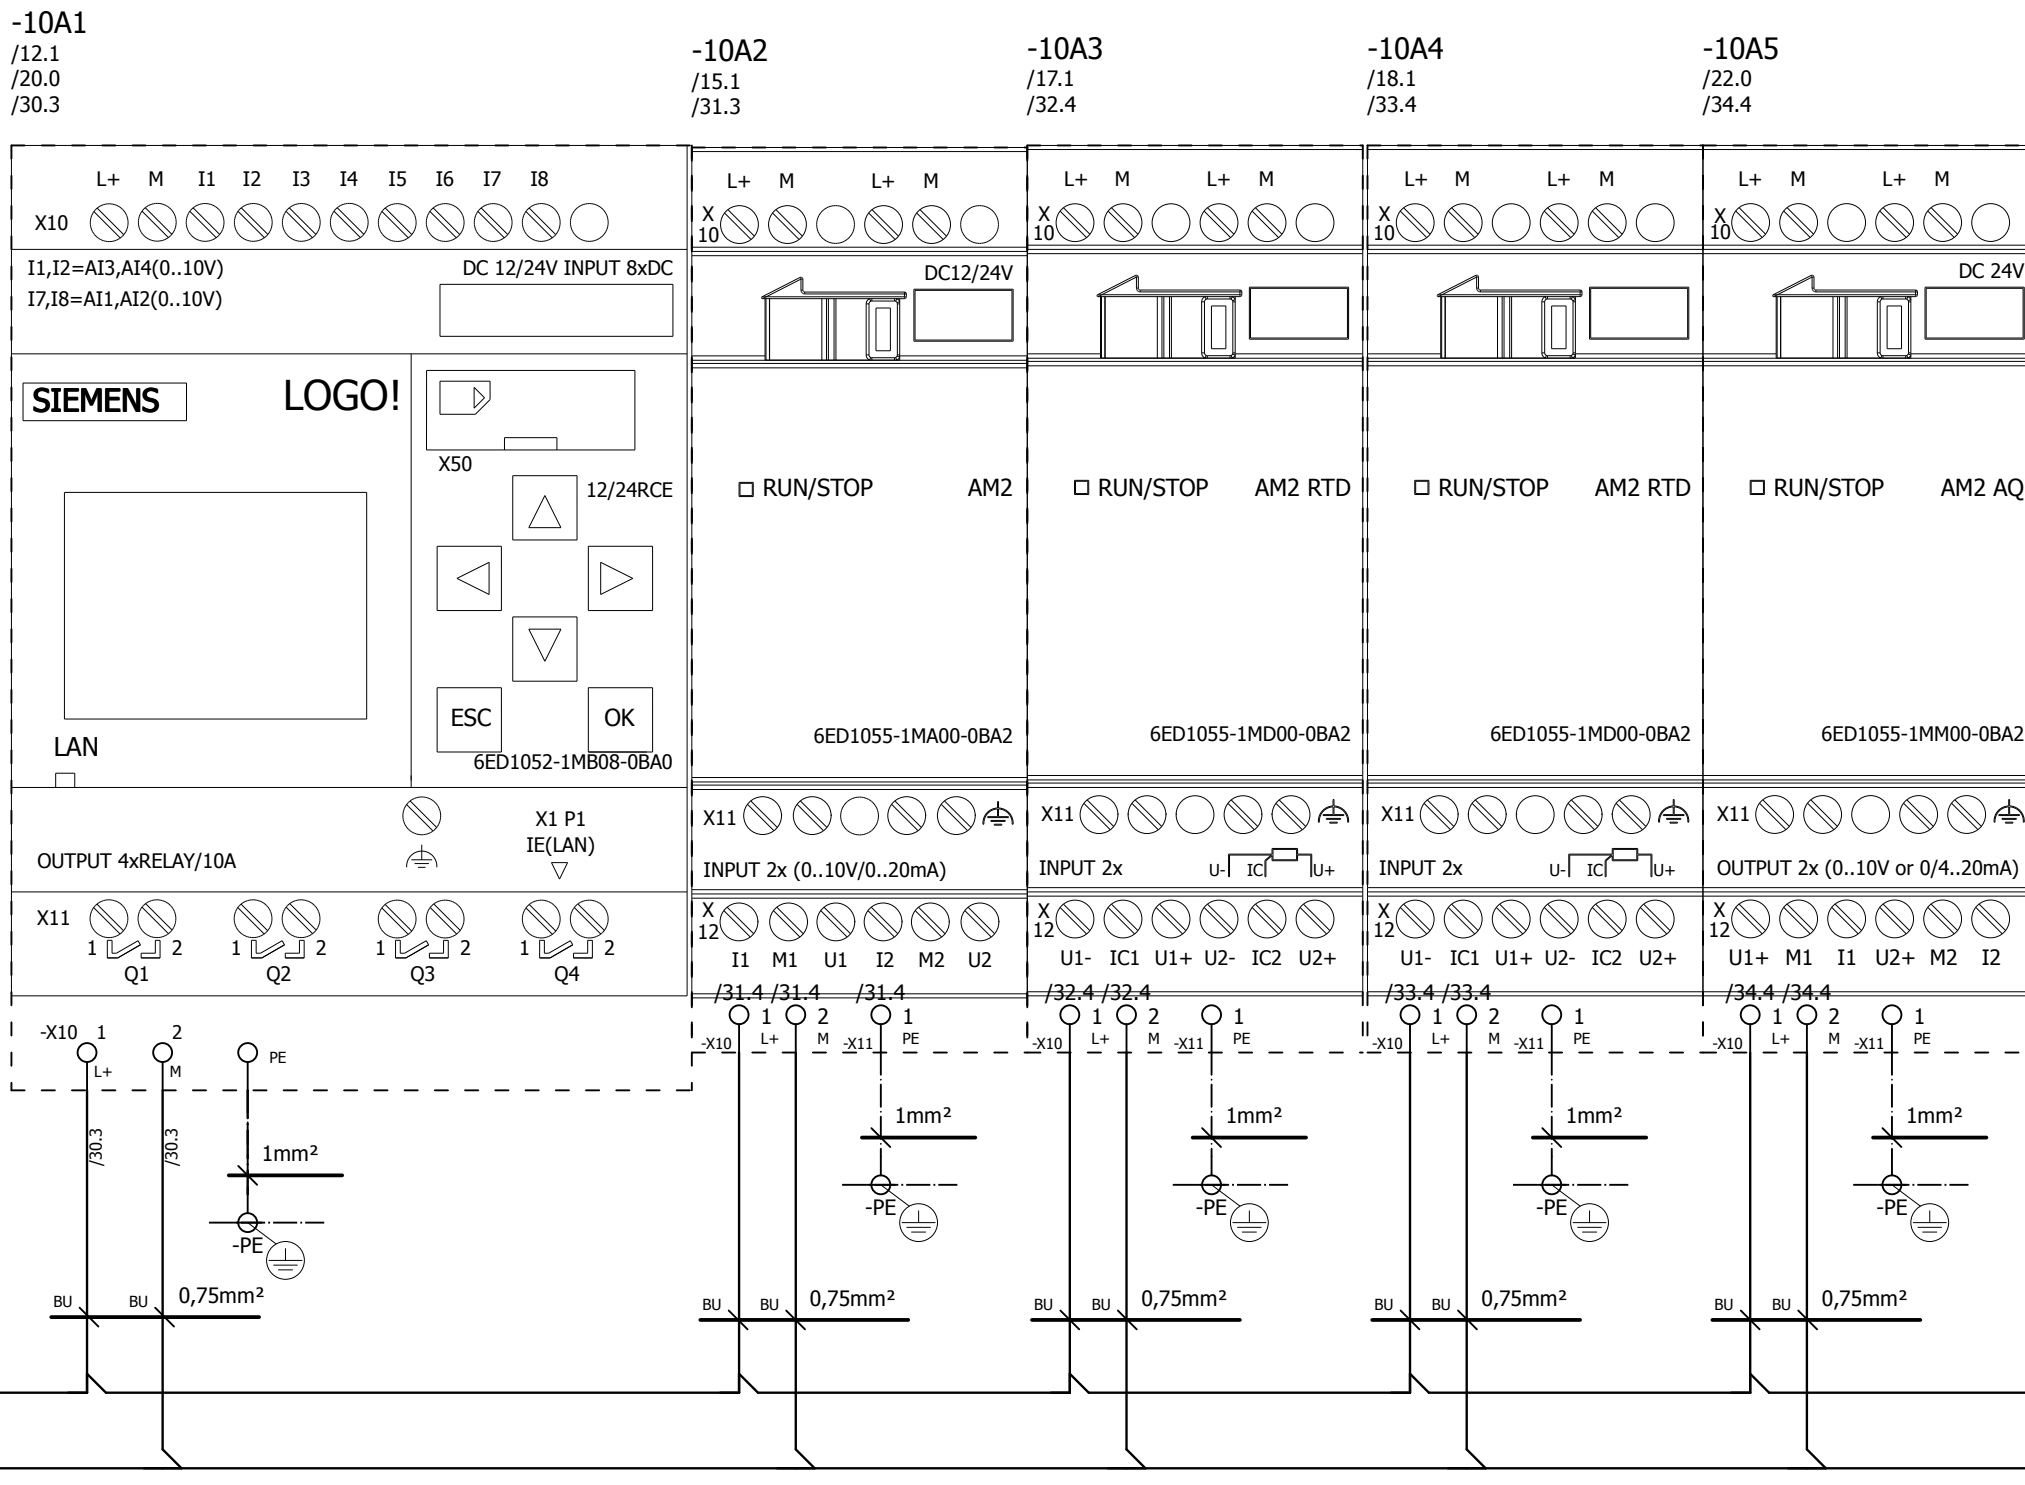 -10A1
/12.1
/20.0
/30.3
-10A2
/15.1
/31.3
-10A3
/17.1
/32.4
-10A4
/18.1
/33.4
-10A5
/22.0
/34.4
L+ M I1 I2 I3 I4 I5 I6 I7 I8
X10
I1,I2=AI3,AI4(0..10V)
I7,I8=AI1,AI2(0..10V)
DC 12/24V INPUT 8xDC
SIEMENS
LOGO!
X50
12/24RCE
ESC
OK
LAN
6ED1052-1MB08-0BA0
X1 P1
IE(LAN)
OUTPUT 4xRELAY/10A
X11
1 2 1 2 1 2 1 2
Q1 Q2 Q3 Q4
-X10 1 2
PE
L+ M
/30.3 /30.3
1mm²
-PE
BU BU 0,75mm²
L+ M L+ M
X
10
DC12/24V
RUN/STOP AM2
6ED1055-1MA00-0BA2
X11
INPUT 2x (0..10V/0..20mA)
X
12
I1 M1 U1 I2 M2 U2
/31.4 /31.4 /31.4
1 2 1
-X10 L+ M -X11 PE
1mm²
-PE
BU BU 0,75mm²
L+ M L+ M
X
10
RUN/STOP AM2 RTD
6ED1055-1MD00-0BA2
X11
INPUT 2x U- IC U+
X
12
U1- IC1 U1+ U2- IC2 U2+
/32.4 /32.4
1 2 1
-X10 L+ M -X11 PE
1mm²
-PE
BU BU 0,75mm²
L+ M L+ M
X
10
RUN/STOP AM2 RTD
6ED1055-1MD00-0BA2
X11
INPUT 2x U- IC U+
X
12
U1- IC1 U1+ U2- IC2 U2+
/33.4 /33.4
1 2 1
-X10 L+ M -X11 PE
1mm²
-PE
BU BU 0,75mm²
L+ M L+ M
X
10
DC 24V
RUN/STOP AM2 AQ
6ED1055-1MM00-0BA2
X11
OUTPUT 2x (0..10V or 0/4..20mA)
X
12
U1+ M1 I1 U2+ M2 I2
/34.4 /34.4
1 2 1
-X10 L+ M -X11 PE
1mm²
-PE
BU BU 0,75mm²